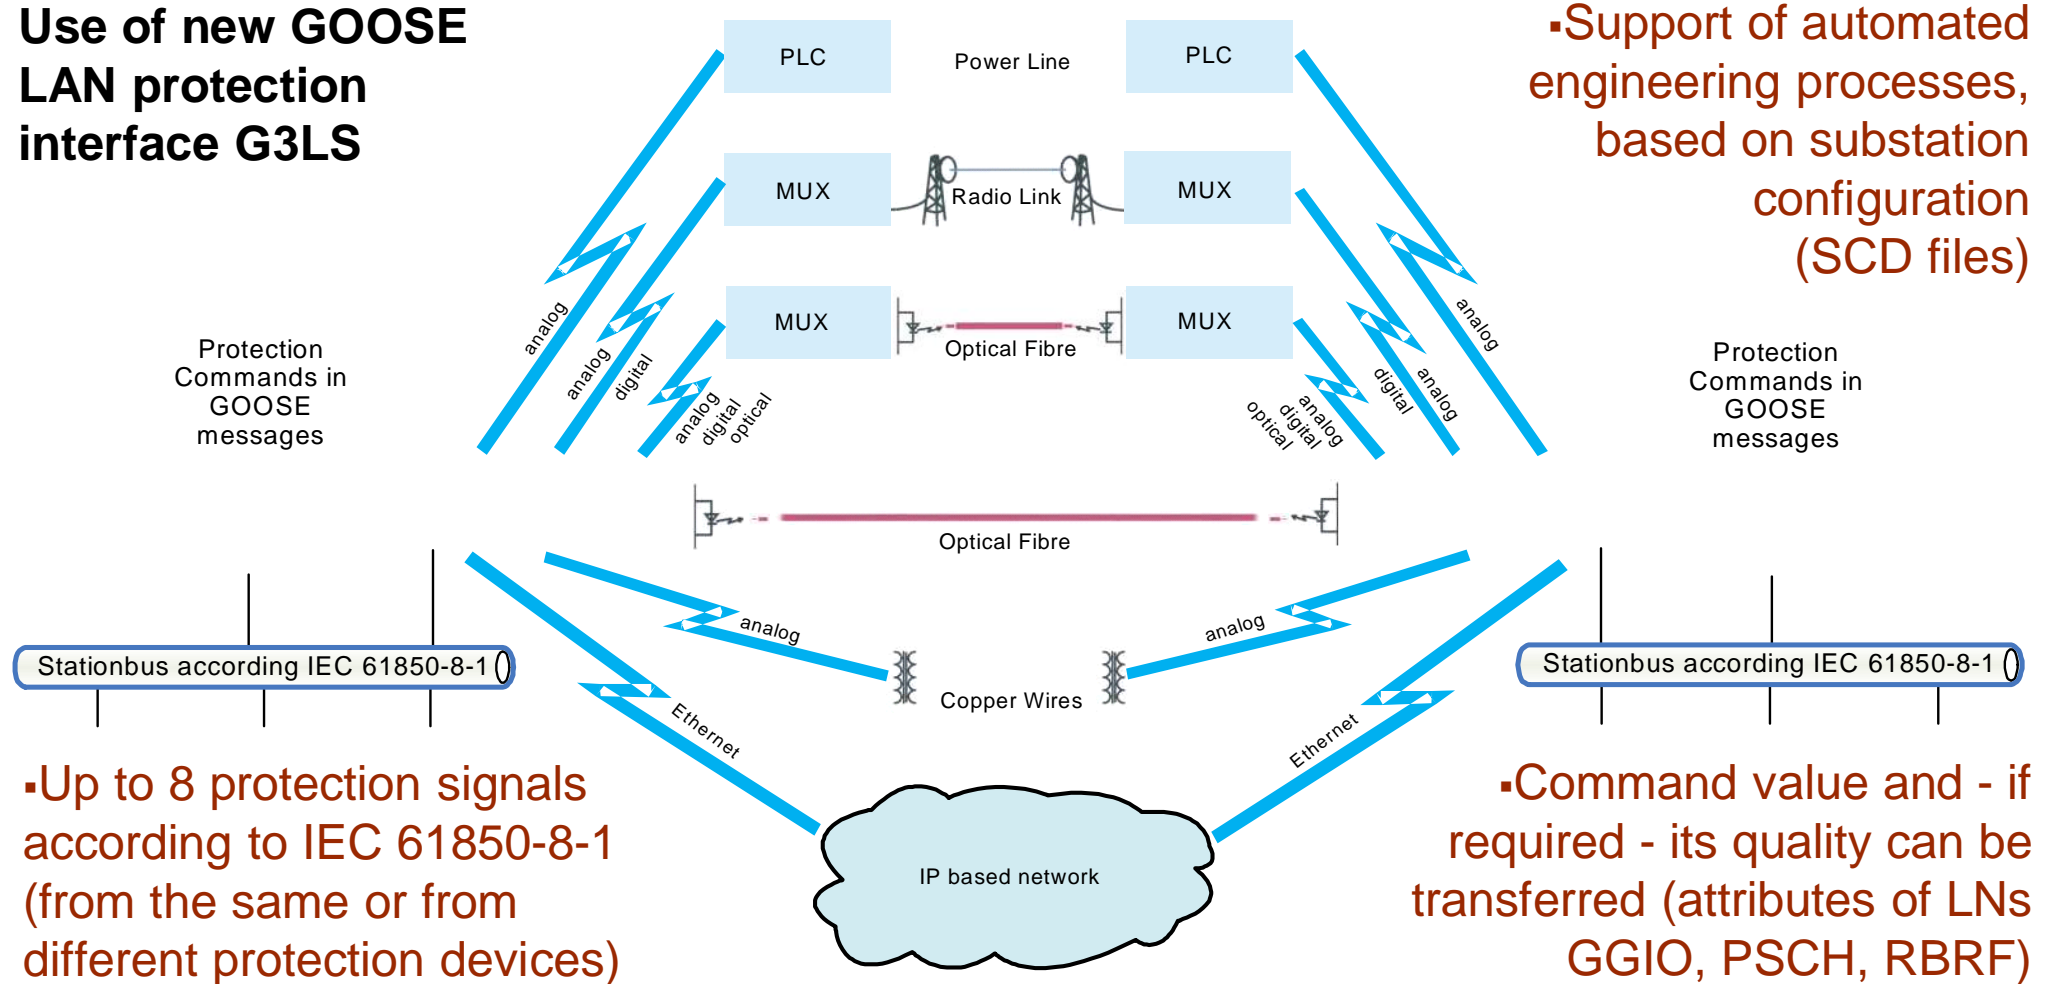 Use of new GOOSE
LAN protection
interface G3LS
▪Support of automated
engineering processes,
based on substation
configuration
(SCD files)
PLC
Power Line
PLC
MUX
Radio Link
MUX
MUX
Optical Fibre
MUX
analog
analog
digital
analog
digital
optical
analog
analog
digital
analog
digital
optical
Protection
Commands in
GOOSE
messages
Protection
Commands in
GOOSE
messages
Optical Fibre
analog
analog
Stationbus according IEC 61850-8-1
Stationbus according IEC 61850-8-1
Copper Wires
Ethernet
Ethernet
IP based network
▪Up to 8 protection signals
according to IEC 61850-8-1
(from the same or from
different protection devices)
▪Command value and - if
required - its quality can be
transferred (attributes of LNs
GGIO, PSCH, RBRF)